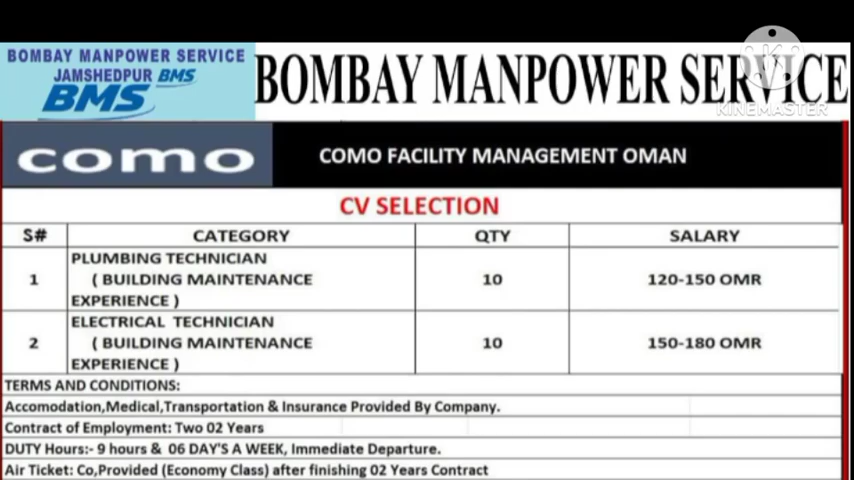 BOMBAY MANPOWER SERVICE
JAMSHEDPUR BMS
BMS
BOMBAY MANPOWER SERVICE
KINEMASTER
como
COMO FACILITY MANAGEMENT OMAN
CV SELECTION
S# CATEGORY QTY SALARY
1 PLUMBING TECHNICIAN
( BUILDING MAINTENANCE 10 120-150 OMR
EXPERIENCE )
2 ELECTRICAL TECHNICIAN
( BUILDING MAINTENANCE 10 150-180 OMR
EXPERIENCE )
TERMS AND CONDITIONS:
Accomodation,Medical,Transportation & Insurance Provided By Company.
Contract of Employment: Two 02 Years
DUTY Hours:- 9 hours & 06 DAY'S A WEEK, Immediate Departure.
Air Ticket: Co,Provided (Economy Class) after finishing 02 Years Contract